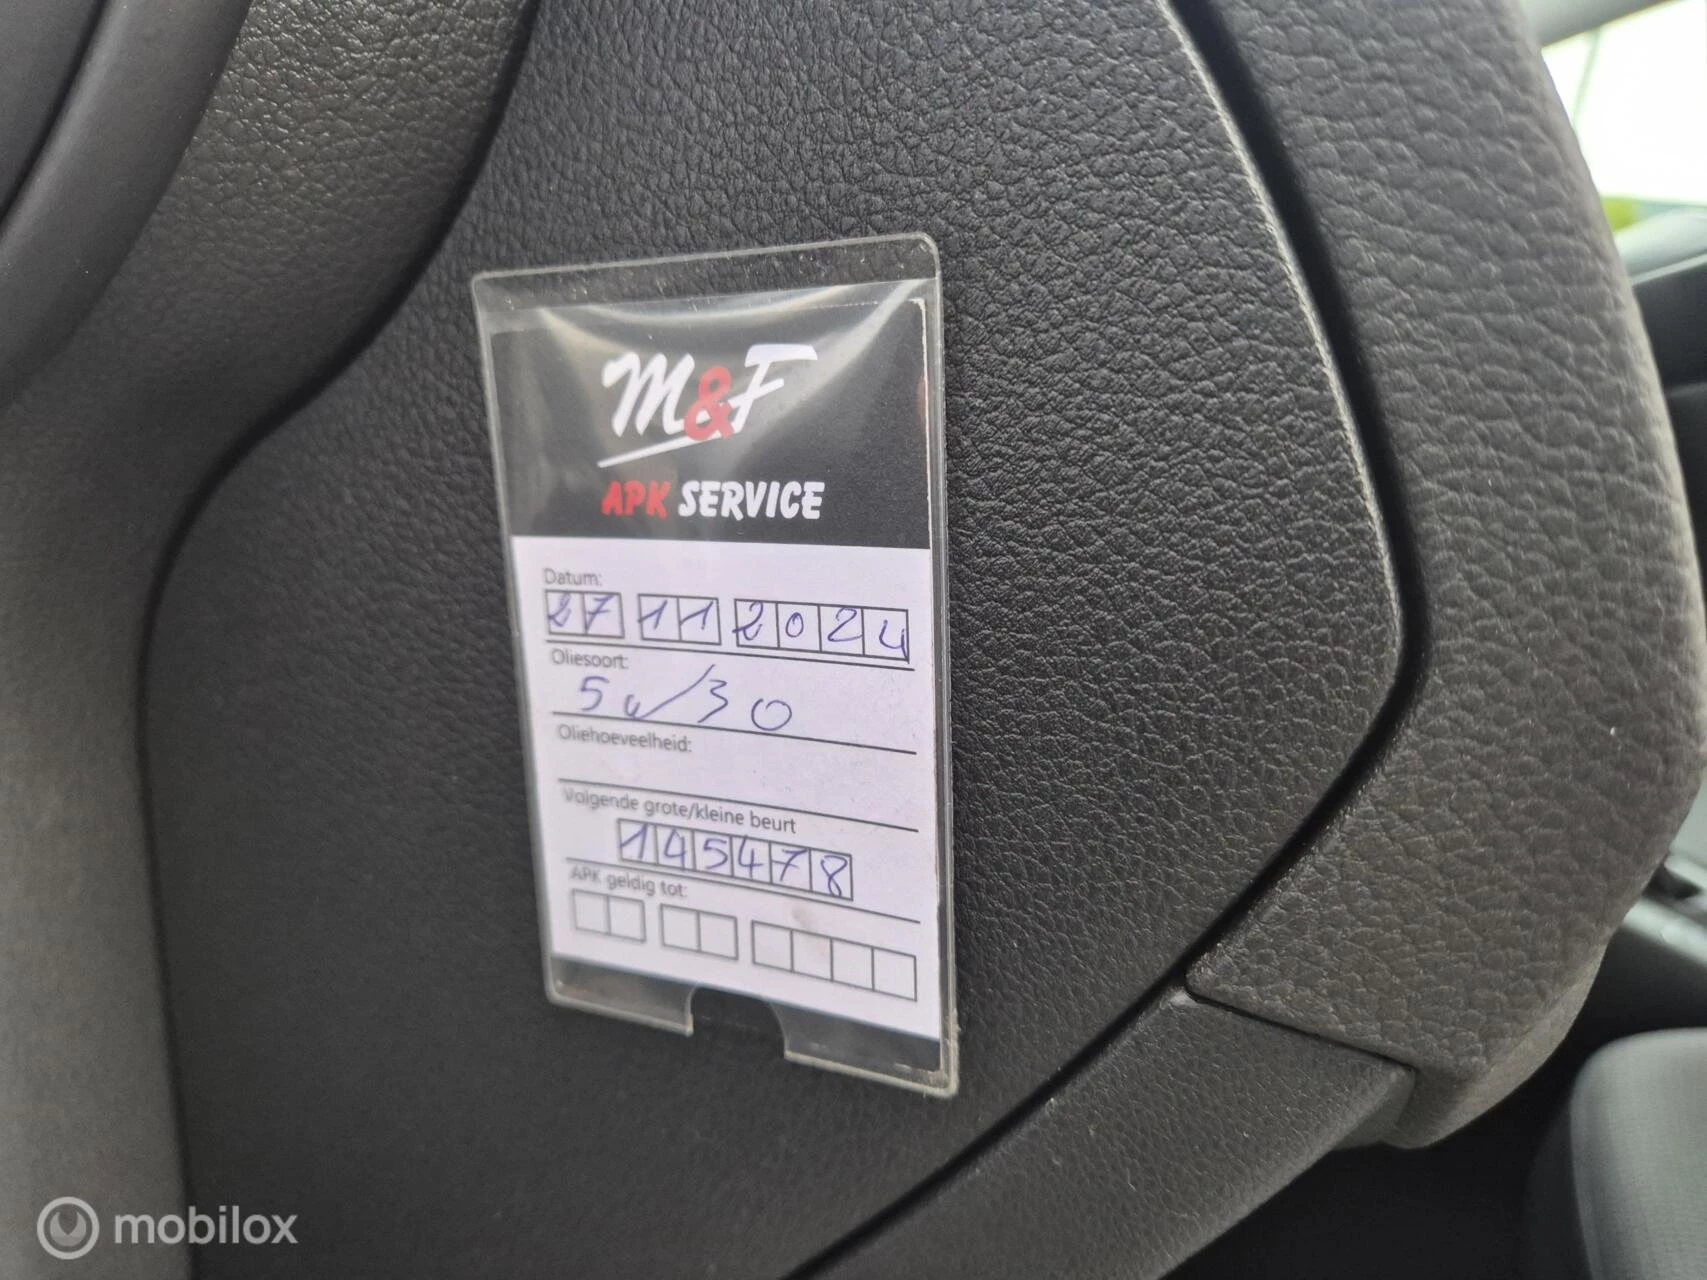 M&F
APK SERVICE
Datum:
27 11 2024
Oliesoort:
5w/30
Oliehoeveelheid:
Volgende grote/kleine beurt
145478
APK geldig tot:
mobilox